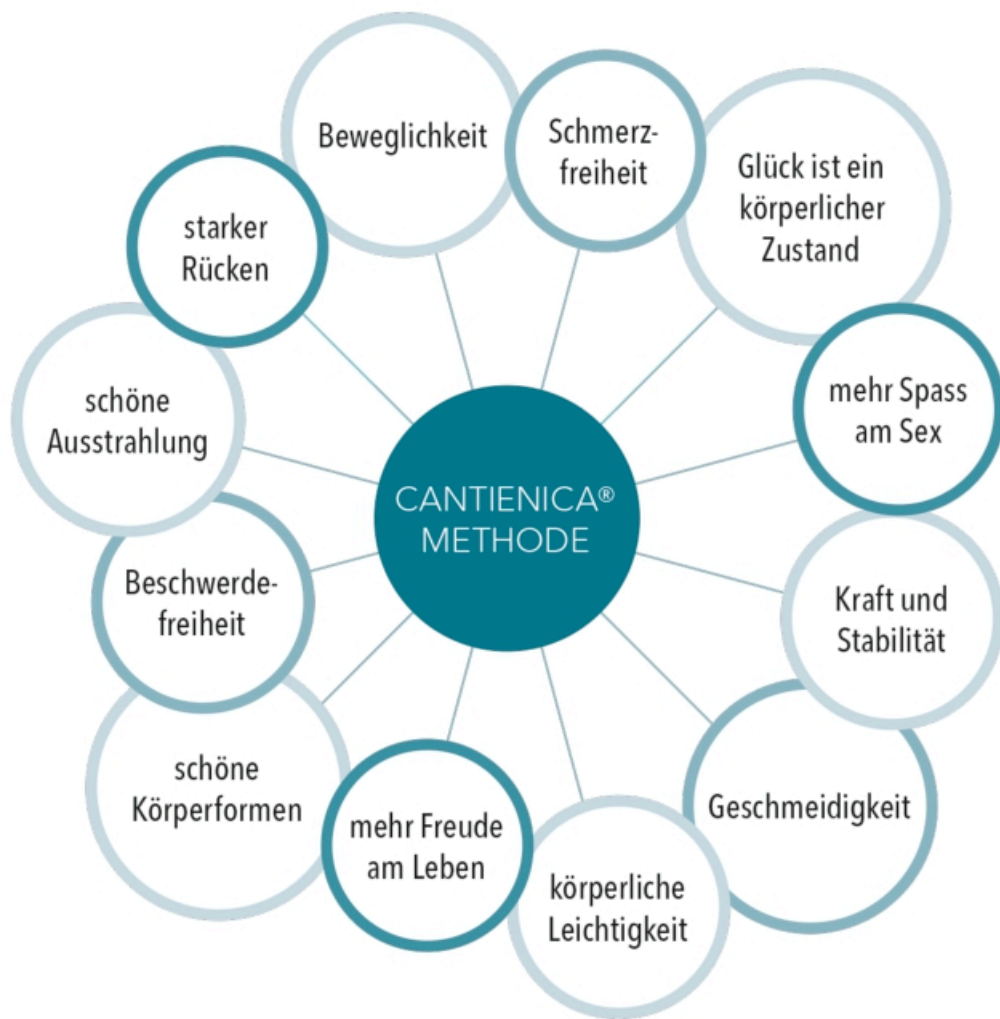 Beweglichkeit
Schmerz-
freiheit
Glück ist ein
körperlicher
Zustand
mehr Spass
am Sex
Kraft und
Stabilität
Geschmeidigkeit
körperliche
Leichtigkeit
mehr Freude
am Leben
schöne
Körperformen
Beschwerde-
freiheit
schöne
Ausstrahlung
starker
Rücken
CANTIENICA®
METHODE